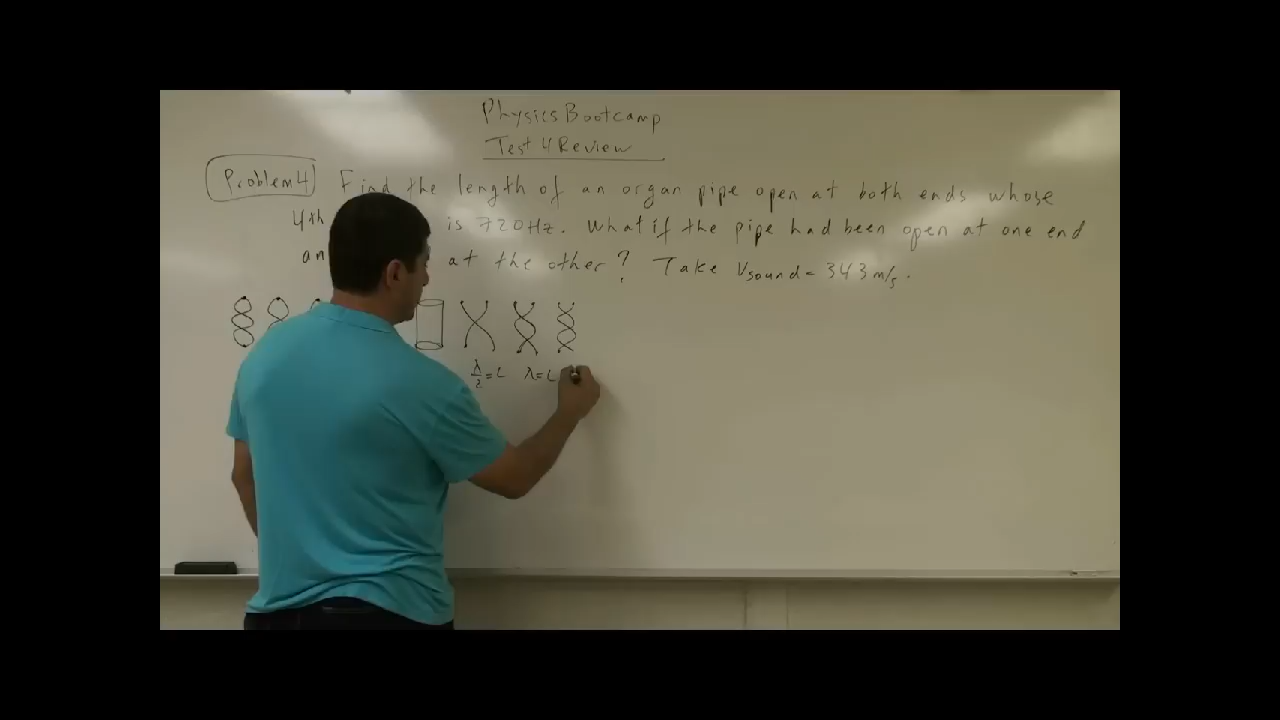 Physics Bootcamp
Test 4 Review
Problem 4 Find the length of an organ pipe open at both ends whose
4th is 720Hz. What if the pipe had been open at one end
an at the other? Take Vsound = 343 m/s.
λ/2 = L λ = L